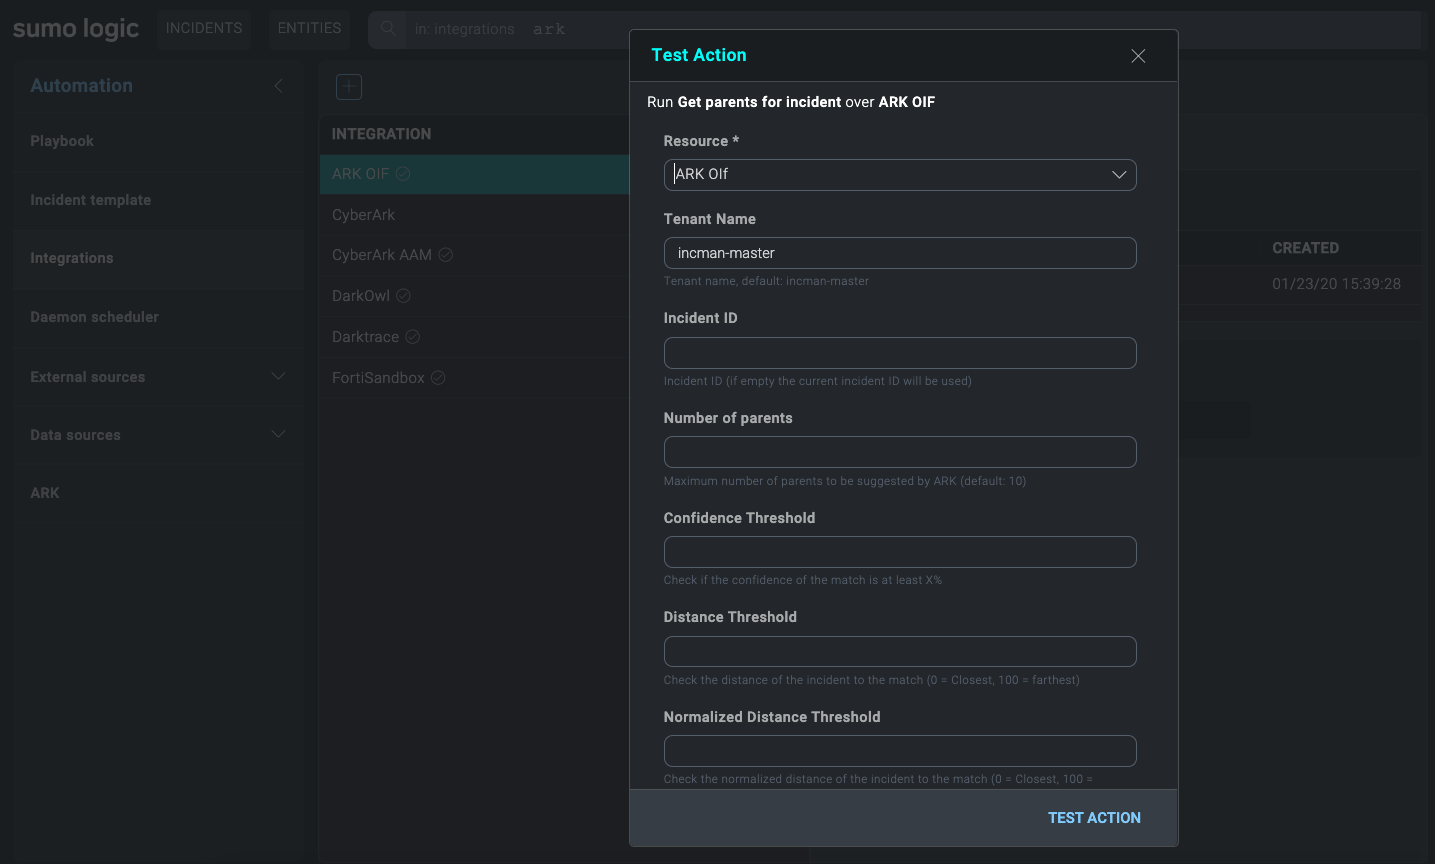 sumo logic
INCIDENTS
ENTITIES
in: integrations ark
Automation
Playbook
Incident template
Integrations
Daemon scheduler
External sources
Data sources
ARK
INTEGRATION
ARK OIF
CyberArk
CyberArk AAM
DarkOwl
Darktrace
FortiSandbox
Test Action
Run Get parents for incident over ARK OIF
Resource *
ARK OIf
Tenant Name
incman-master
Tenant name, default: incman-master
Incident ID
Incident ID (if empty the current incident ID will be used)
Number of parents
Maximum number of parents to be suggested by ARK (default: 10)
Confidence Threshold
Check if the confidence of the match is at least X%
Distance Threshold
Check the distance of the incident to the match (0 = Closest, 100 = farthest)
Normalized Distance Threshold
Check the normalized distance of the incident to the match (0 = Closest, 100 =
TEST ACTION
CREATED
01/23/20 15:39:28